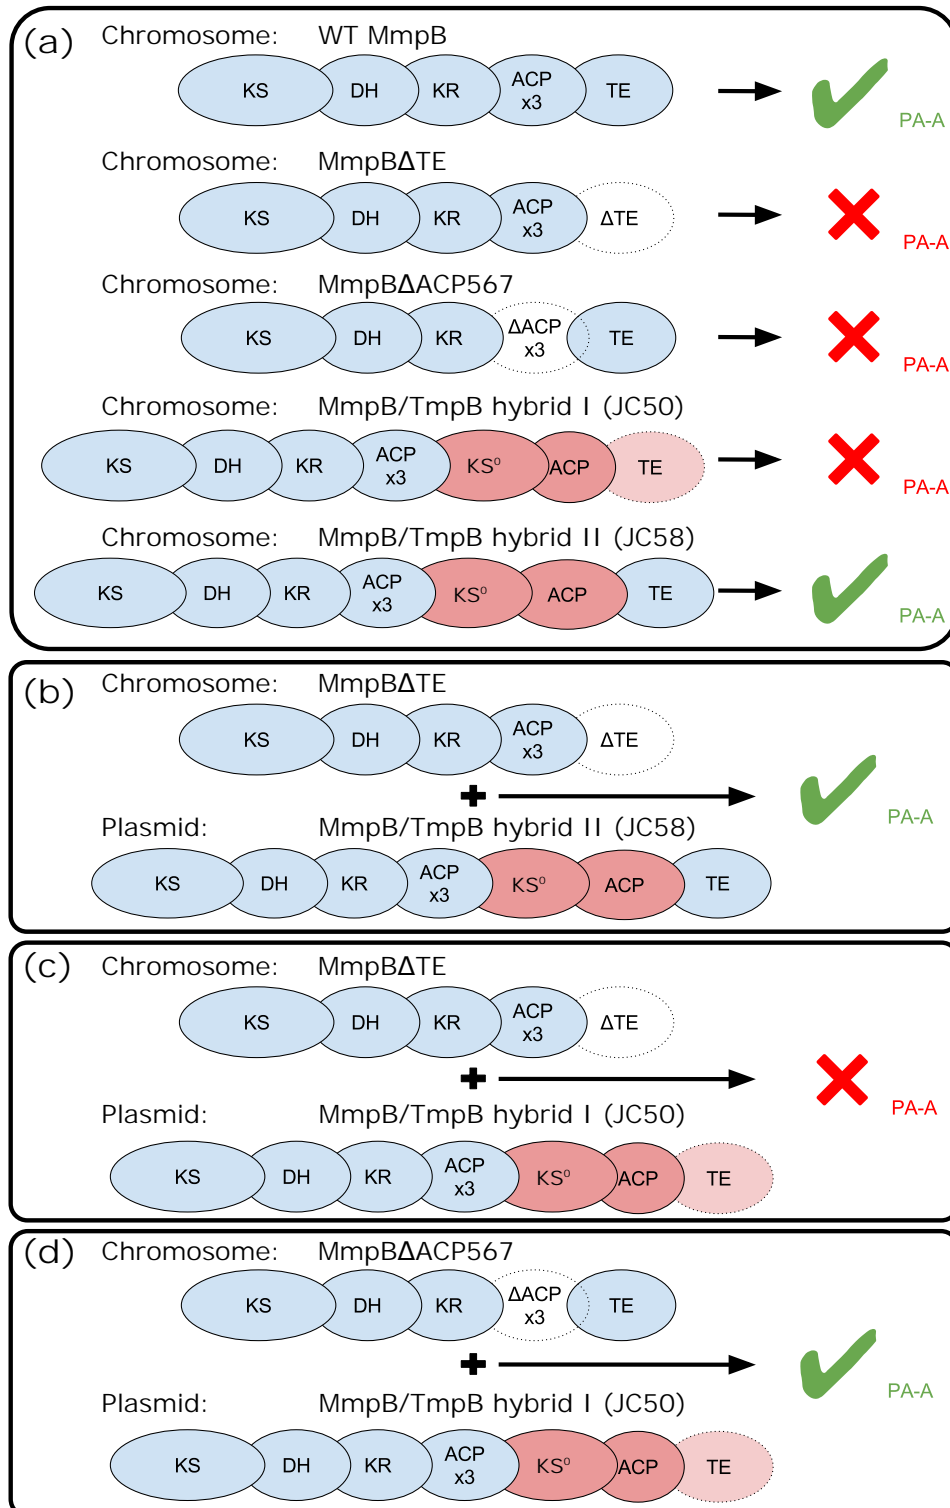 (a) Chromosome: WT MmpB
KS DH KR ACP x3 TE
PA-A
Chromosome: MmpBΔTE
KS DH KR ACP x3 ΔTE
PA-A
Chromosome: MmpBΔACP567
KS DH KR ΔACP x3 TE
PA-A
Chromosome: MmpB/TmpB hybrid I (JC50)
KS DH KR ACP x3 KS⁰ ACP TE
PA-A
Chromosome: MmpB/TmpB hybrid II (JC58)
KS DH KR ACP x3 KS⁰ ACP TE
PA-A
(b) Chromosome: MmpBΔTE
KS DH KR ACP x3 ΔTE
PA-A
Plasmid: MmpB/TmpB hybrid II (JC58)
KS DH KR ACP x3 KS⁰ ACP TE
(c) Chromosome: MmpBΔTE
KS DH KR ACP x3 ΔTE
PA-A
Plasmid: MmpB/TmpB hybrid I (JC50)
KS DH KR ACP x3 KS⁰ ACP TE
(d) Chromosome: MmpBΔACP567
KS DH KR ΔACP x3 TE
PA-A
Plasmid: MmpB/TmpB hybrid I (JC50)
KS DH KR ACP x3 KS⁰ ACP TE